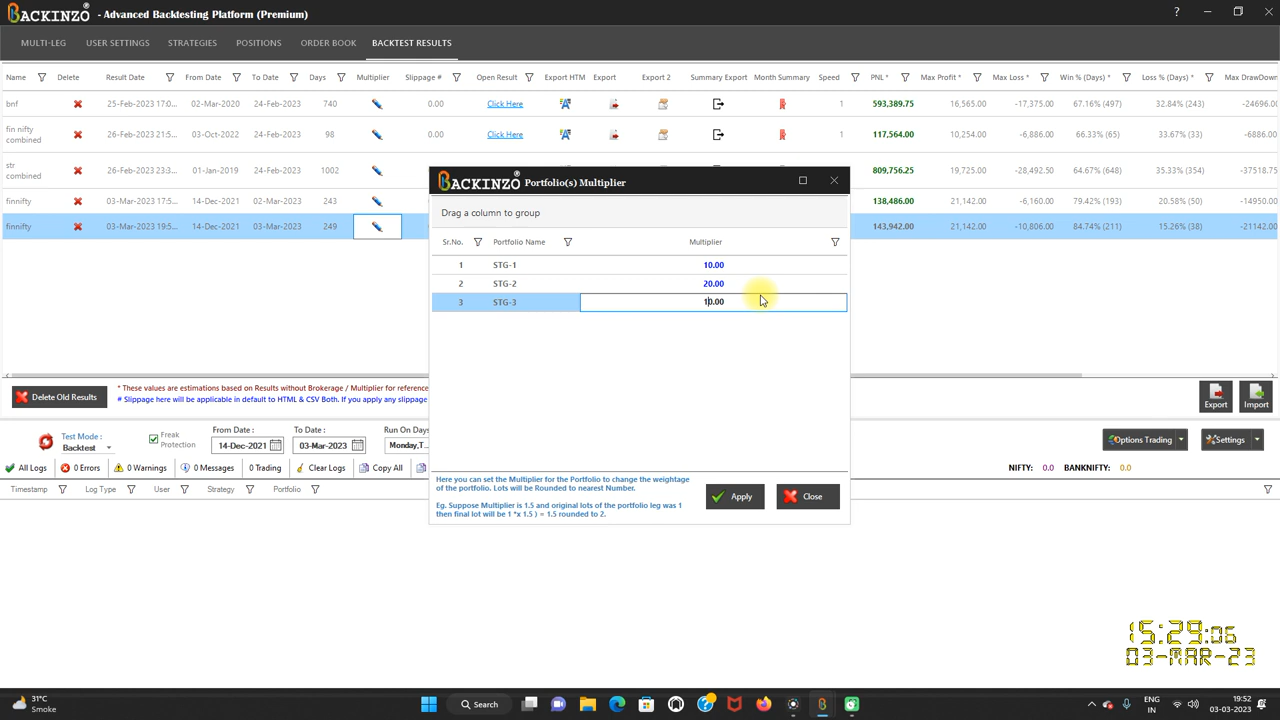 BACKINZO® - Advanced Backtesting Platform (Premium)
MULTI-LEG USER SETTINGS STRATEGIES POSITIONS ORDER BOOK BACKTEST RESULTS
Name Delete Result Date From Date To Date Days Multiplier Slippage # Open Result Export HTM Export Export 2 Summary Export Month Summary Speed PNL* Max Profit * Max Loss* Win % (Days) * Loss % (Days) * Max DrawDown
bnf 25-Feb-2023 17:0... 02-Mar-2020 24-Feb-2023 740 0.00 Click Here 1 593,389.75 16,565.00 -17,375.00 67.16% (497) 32.84% (243) -24696.00
fin nifty combined 26-Feb-2023 21:5... 03-Oct-2022 24-Feb-2023 98 0.00 Click Here 1 117,564.00 10,254.00 -6,886.00 66.33% (65) 33.67% (33) -6886.00
str combined 26-Feb-2023 23:3... 01-Jan-2019 24-Feb-2023 1002 809,756.25 19,725.00 -28,492.50 64.67% (648) 35.33% (354) -37518.75
finnifty 03-Mar-2023 17:5... 14-Dec-2021 02-Mar-2023 243 138,486.00 21,142.00 -6,160.00 79.42% (193) 20.58% (50) -14950.00
finnifty 03-Mar-2023 19:5... 14-Dec-2021 03-Mar-2023 249 143,942.00 21,142.00 -10,806.00 84.74% (211) 15.26% (38) -21142.00
BACKINZO® Portfolio(s) Multiplier
Drag a column to group
Sr.No. Portfolio Name Multiplier
1 STG-1 10.00
2 STG-2 20.00
3 STG-3 10.00
Here you can set the Multiplier for the Portfolio to change the weightage
of the portfolio. Lots will be Rounded to nearest Number.
Eg. Suppose Multiplier is 1.5 and original lots of the portfolio leg was 1
then final lot will be 1 *x 1.5 ) = 1.5 rounded to 2.
Apply Close
Delete Old Results
* These values are estimations based on Results without Brokerage / Multiplier for reference
# Slippage here will be applicable in default to HTML & CSV Both. If you apply any slippage
Export Import
Test Mode :
Backtest
Freak
Protection
From Date : To Date : Run On Days
14-Dec-2021 03-Mar-2023 Monday,T...
Options Trading Settings
All Logs 0 Errors 0 Warnings 0 Messages 0 Trading Clear Logs Copy All
NIFTY: 0.0 BANKNIFTY: 0.0
Timestamp Log Type User Strategy Portfolio
15:29:06
03-MAR-23
31°C
Smoke
Search
ENG
IN
19:52
03-03-2023